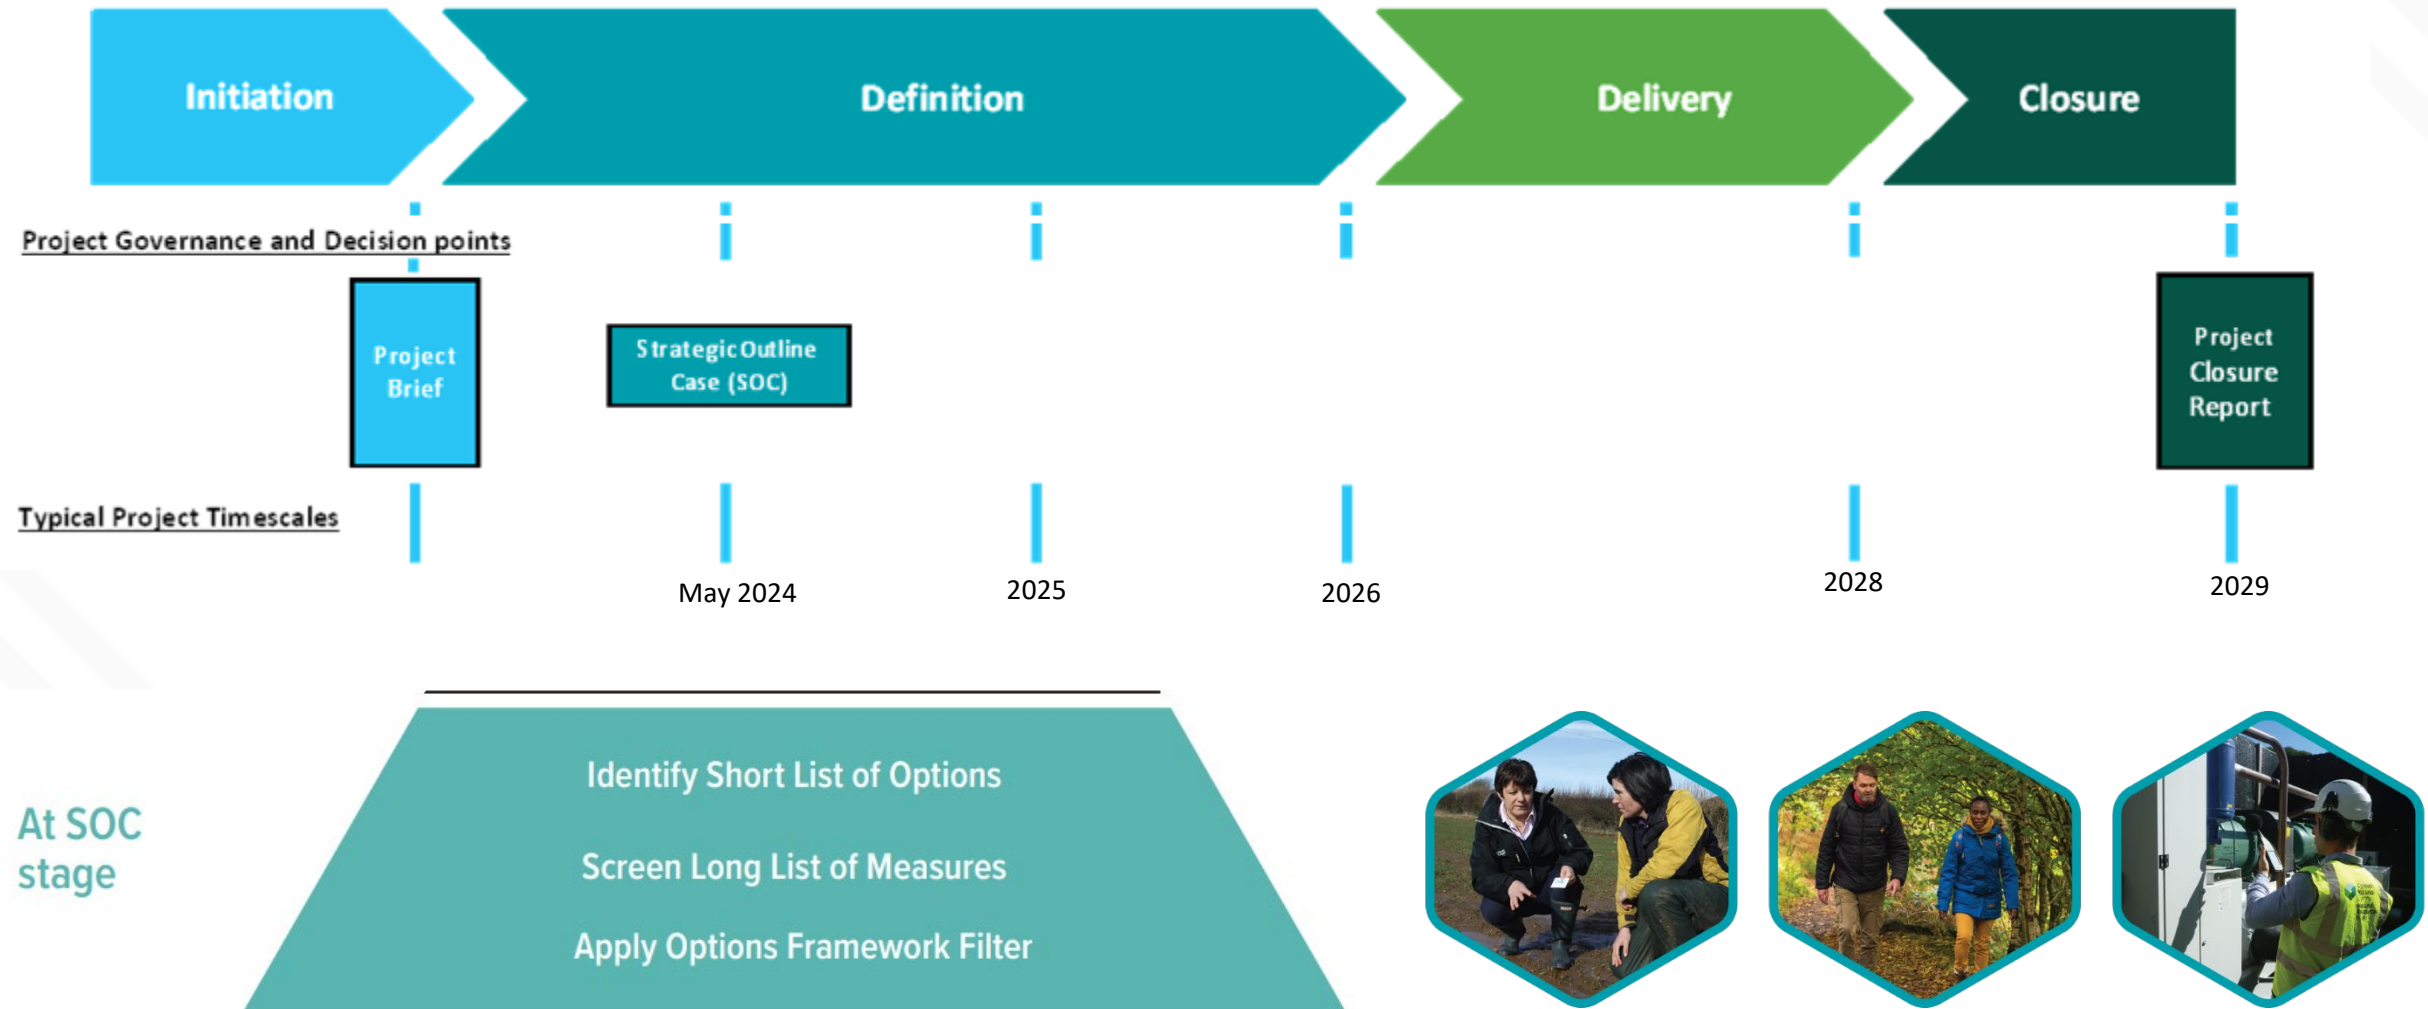 Initiation
Definition
Delivery
Closure
Project Governance and Decision points
Project
Brief
Strategic Outline
Case (SOC)
Project
Closure
Report
Typical Project Timescales
May 2024
2025
2026
2028
2029
At SOC
stage
Identify Short List of Options
Screen Long List of Measures
Apply Options Framework Filter